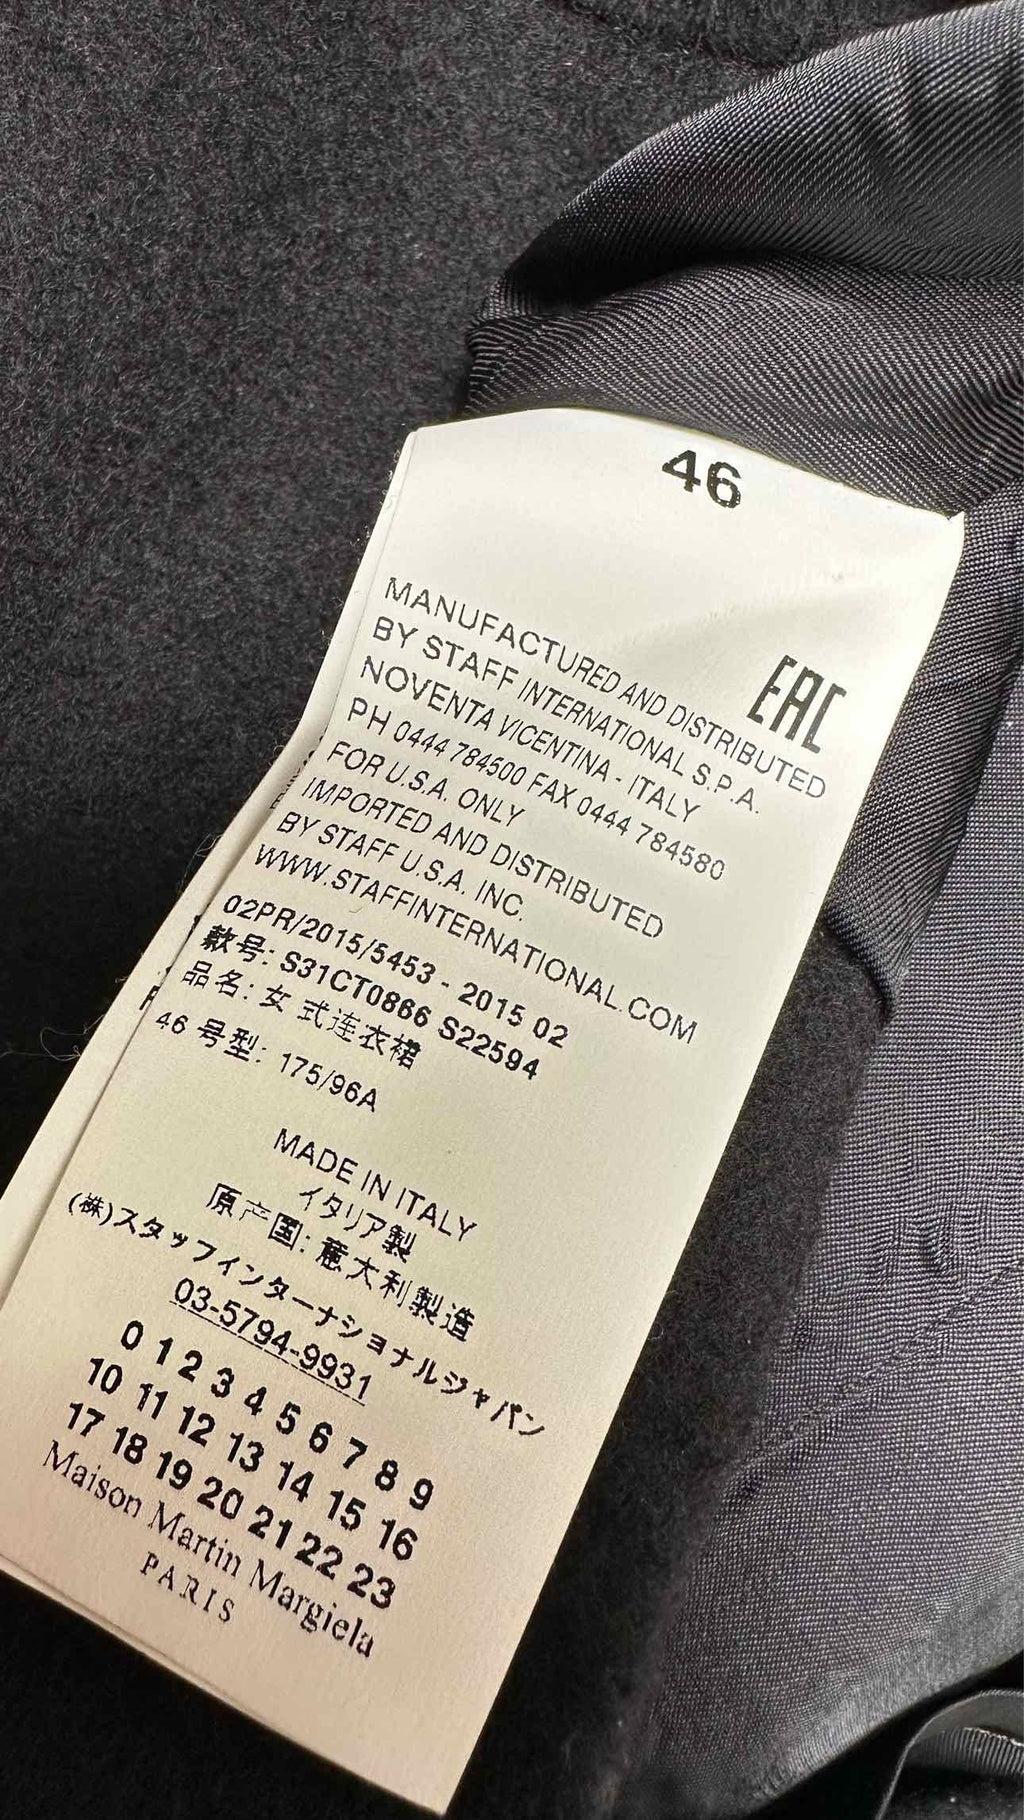 46
EAC
MANUFACTURED AND DISTRIBUTED
BY STAFF INTERNATIONAL S.P.A.
NOVENTA VICENTINA - ITALY
PH 0444 784500 FAX 0444 784580
FOR U.S.A. ONLY
IMPORTED AND DISTRIBUTED
BY STAFF U.S.A. INC.
WWW.STAFFINTERNATIONAL.COM
02PR/2015/5453 - 2015 02
款号: S31CT0866 S22594
品名: 女 式连衣裙
46 号型: 175/96A
MADE IN ITALY
イタリア製
原产国: 意大利製造
(株)スタッフインターナショナルジャパン
03-5794-9931
0 1 2 3 4 5 6 7 8 9
10 11 12 13 14 15 16
17 18 19 20 21 22 23
Maison Martin Margiela
PARIS